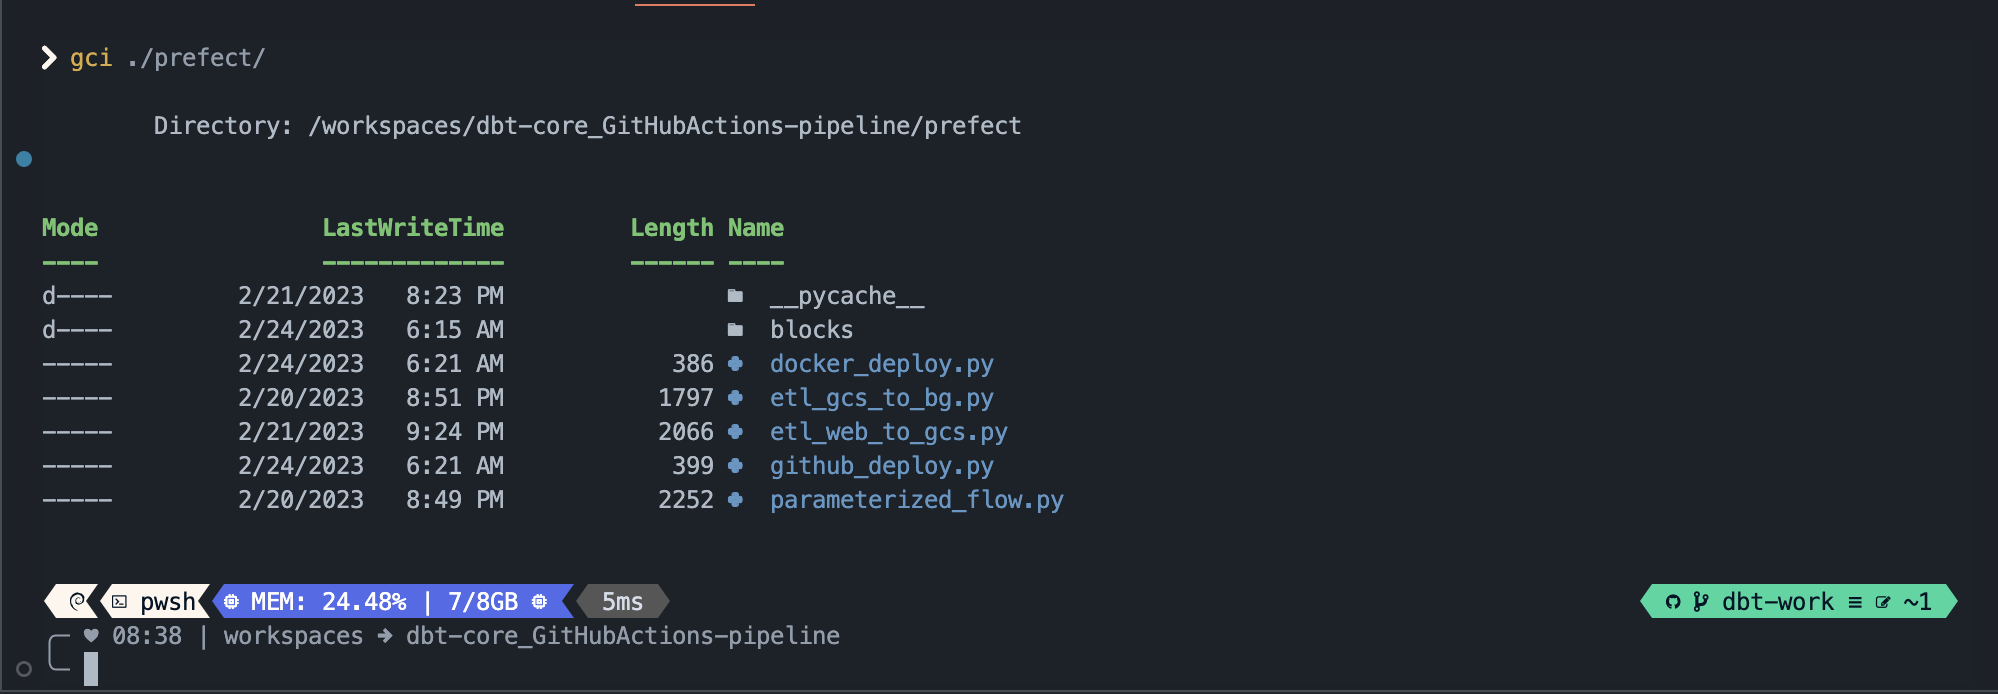 ❯ gci ./prefect/
Directory: /workspaces/dbt-core_GitHubActions-pipeline/prefect
Mode LastWriteTime Length Name
---- ------------- ------ ----
d---- 2/21/2023 8:23 PM __pycache__
d---- 2/24/2023 6:15 AM blocks
----- 2/24/2023 6:21 AM 386 docker_deploy.py
----- 2/20/2023 8:51 PM 1797 etl_gcs_to_bg.py
----- 2/21/2023 9:24 PM 2066 etl_web_to_gcs.py
----- 2/24/2023 6:21 AM 399 github_deploy.py
----- 2/20/2023 8:49 PM 2252 parameterized_flow.py
pwsh MEM: 24.48% | 7/8GB 5ms dbt-work ≡ ~1
♥ 08:38 | workspaces ➜ dbt-core_GitHubActions-pipeline